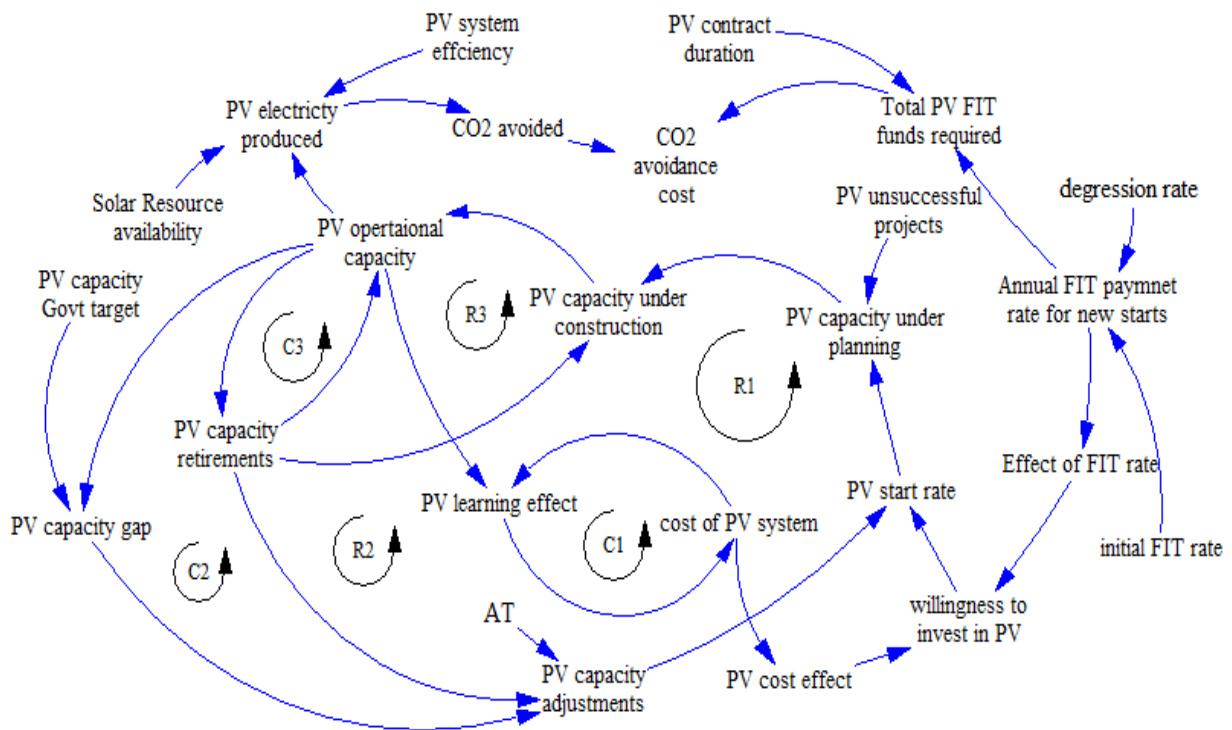 PV system
effciency
PV contract
duration
PV electricty
produced
CO2 avoided
CO2
avoidance
cost
Total PV FIT
funds required
Solar Resource
availability
PV opertaional
capacity
PV unsuccessful
projects
degression rate
PV capacity
Govt target
PV capacity under
construction
PV capacity under
planning
Annual FIT paymnet
rate for new starts
C3
R3
R1
PV capacity
retirements
PV learning effect
cost of PV system
PV start rate
Effect of FIT rate
PV capacity gap
C2
R2
C1
initial FIT rate
AT
willingness to
invest in PV
PV capacity
adjustments
PV cost effect